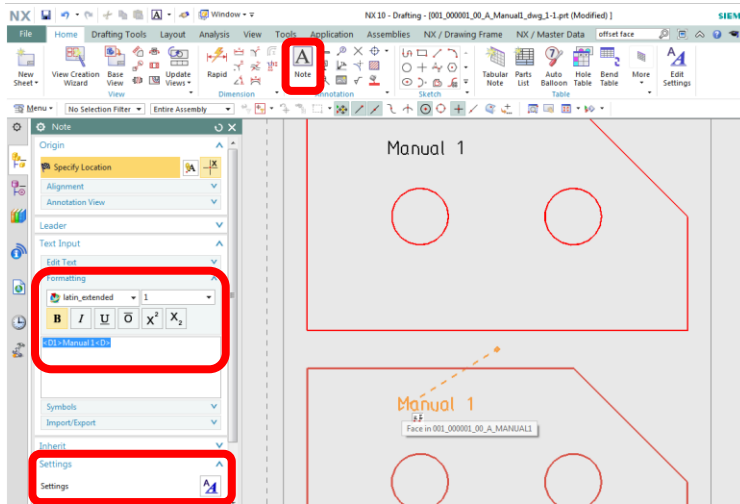 NX Window NX 10 - Drafting - [001_000001_00_A_Manual1_dwg_1-1.prt (Modified) ] SIEM
File Home Drafting Tools Layout Analysis View Tools Application Assemblies NX / Drawing Frame NX / Master Data offset face
New Sheet View Creation Wizard Base View Update Views Rapid Note Tabular Note Parts List Auto Balloon Hole Table Bend Table More Edit Settings
View Dimension Annotation Sketch Table
Menu No Selection Filter Entire Assembly
Note
Origin
Specify Location
Alignment
Annotation View
Leader
Text Input
Edit Text
Formatting
latin_extended 1
B I U O X² X₂
<D1>Manual 1<D>
Symbols
Import/Export
Inherit
Settings
Settings
Manual 1
Manual 1
Face in 001_000001_00_A_MANUAL1